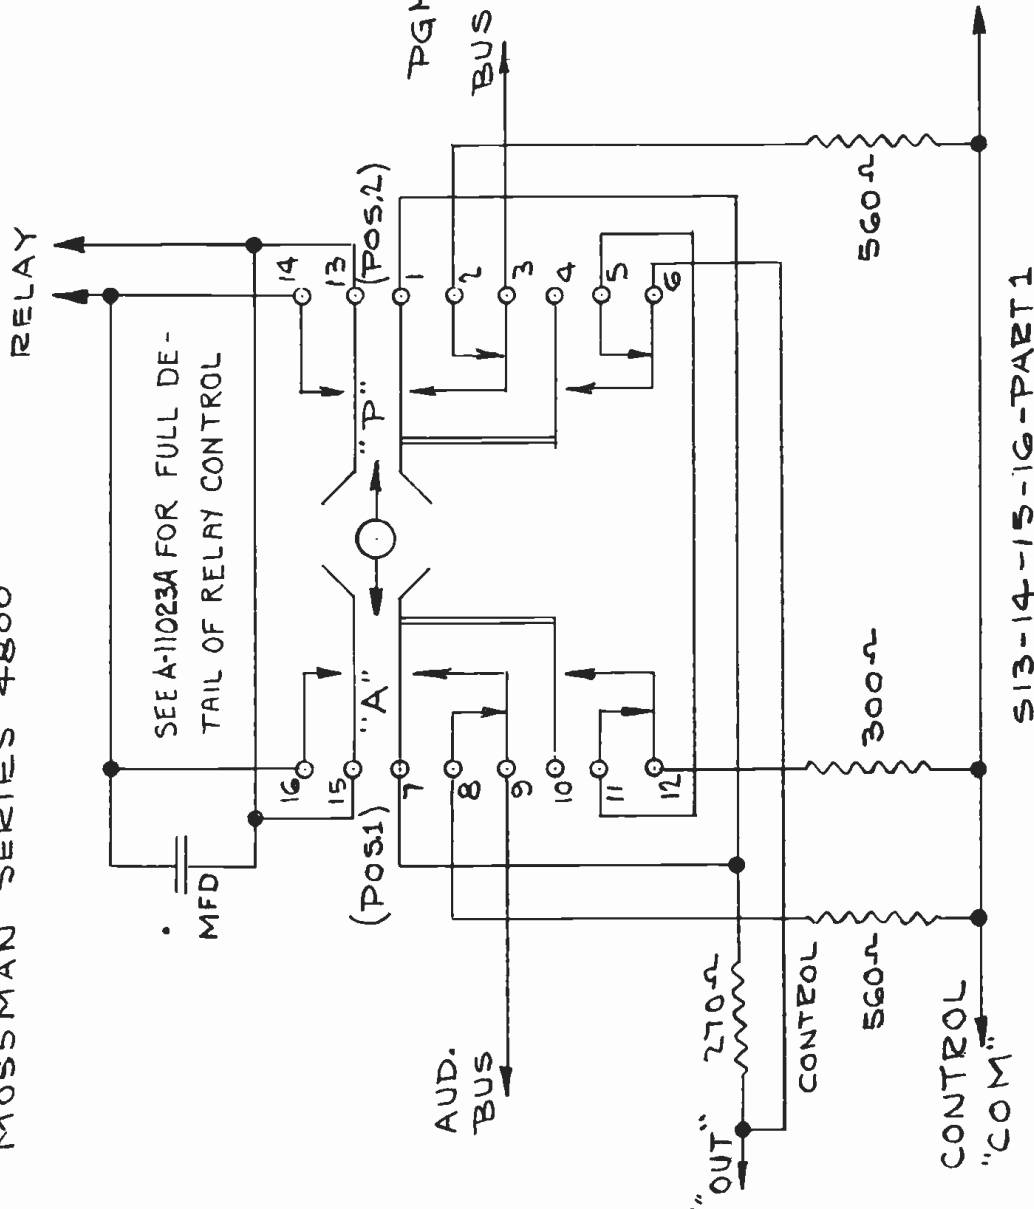 MOSSMAN SERIES 4800
RELAY
SEE A-11023A FOR FULL DE-
TAIL OF RELAY CONTROL
. MFD
(POS.1)
(POS.2)
"A"
"P"
16
15
7
8
9
10
11
12
14
13
1
2
3
4
5
6
AUD.
BUS
BUS
270Ω
"OUT"
CONTROL
560Ω
300Ω
560Ω
CONTROL
"COM"
S13-14-15-16-PART 1